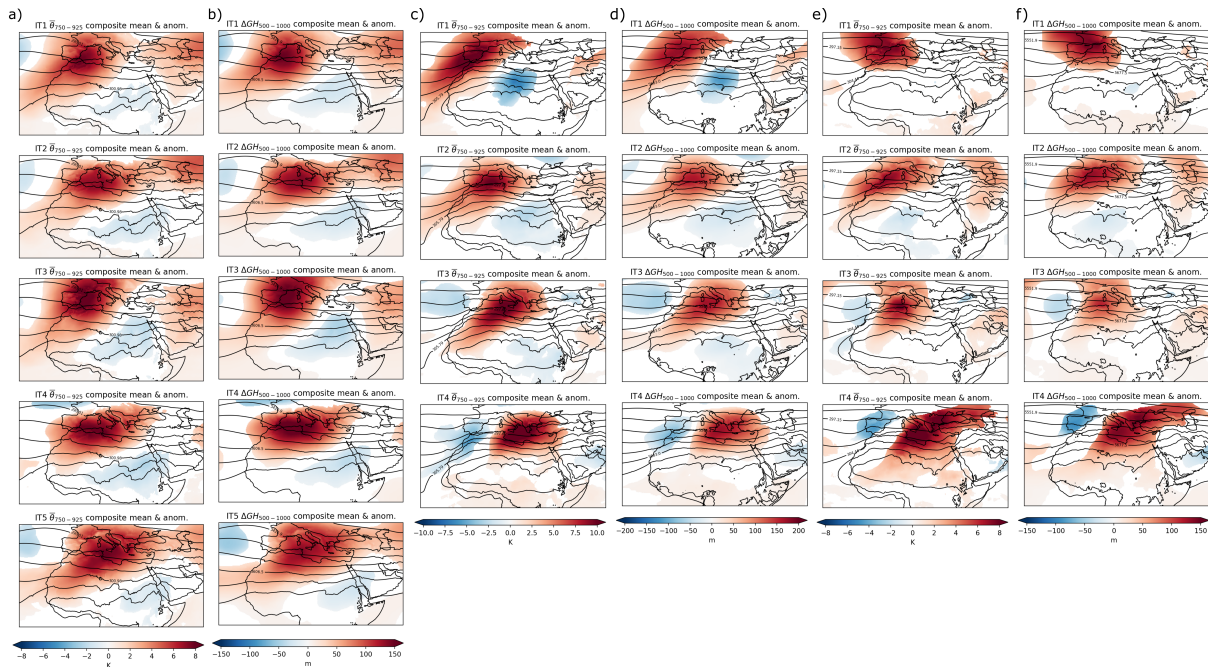 a) b) c) d) e) f)
IT1 θ̅750−925 composite mean & anom.
IT1 ΔGH500−1000 composite mean & anom.
IT1 θ̅750−925 composite mean & anom.
IT1 ΔGH500−1000 composite mean & anom.
IT1 θ̅750−925 composite mean & anom.
IT1 ΔGH500−1000 composite mean & anom.
IT2 θ̅750−925 composite mean & anom.
IT2 ΔGH500−1000 composite mean & anom.
IT2 θ̅750−925 composite mean & anom.
IT2 ΔGH500−1000 composite mean & anom.
IT2 θ̅750−925 composite mean & anom.
IT2 ΔGH500−1000 composite mean & anom.
IT3 θ̅750−925 composite mean & anom.
IT3 ΔGH500−1000 composite mean & anom.
IT3 θ̅750−925 composite mean & anom.
IT3 ΔGH500−1000 composite mean & anom.
IT3 θ̅750−925 composite mean & anom.
IT3 ΔGH500−1000 composite mean & anom.
IT4 θ̅750−925 composite mean & anom.
IT4 ΔGH500−1000 composite mean & anom.
IT4 θ̅750−925 composite mean & anom.
IT4 ΔGH500−1000 composite mean & anom.
IT4 θ̅750−925 composite mean & anom.
IT4 ΔGH500−1000 composite mean & anom.
IT5 θ̅750−925 composite mean & anom.
IT5 ΔGH500−1000 composite mean & anom.
−10.0 −7.5 −5.0 −2.5 0.0 2.5 5.0 7.5 10.0
K
−200 −150 −100 −50 0 50 100 150 200
m
−8 −6 −4 −2 0 2 4 6 8
K
−150 −100 −50 0 50 100 150
m
−8 −6 −4 −2 0 2 4 6 8
K
−150 −100 −50 0 50 100 150
m